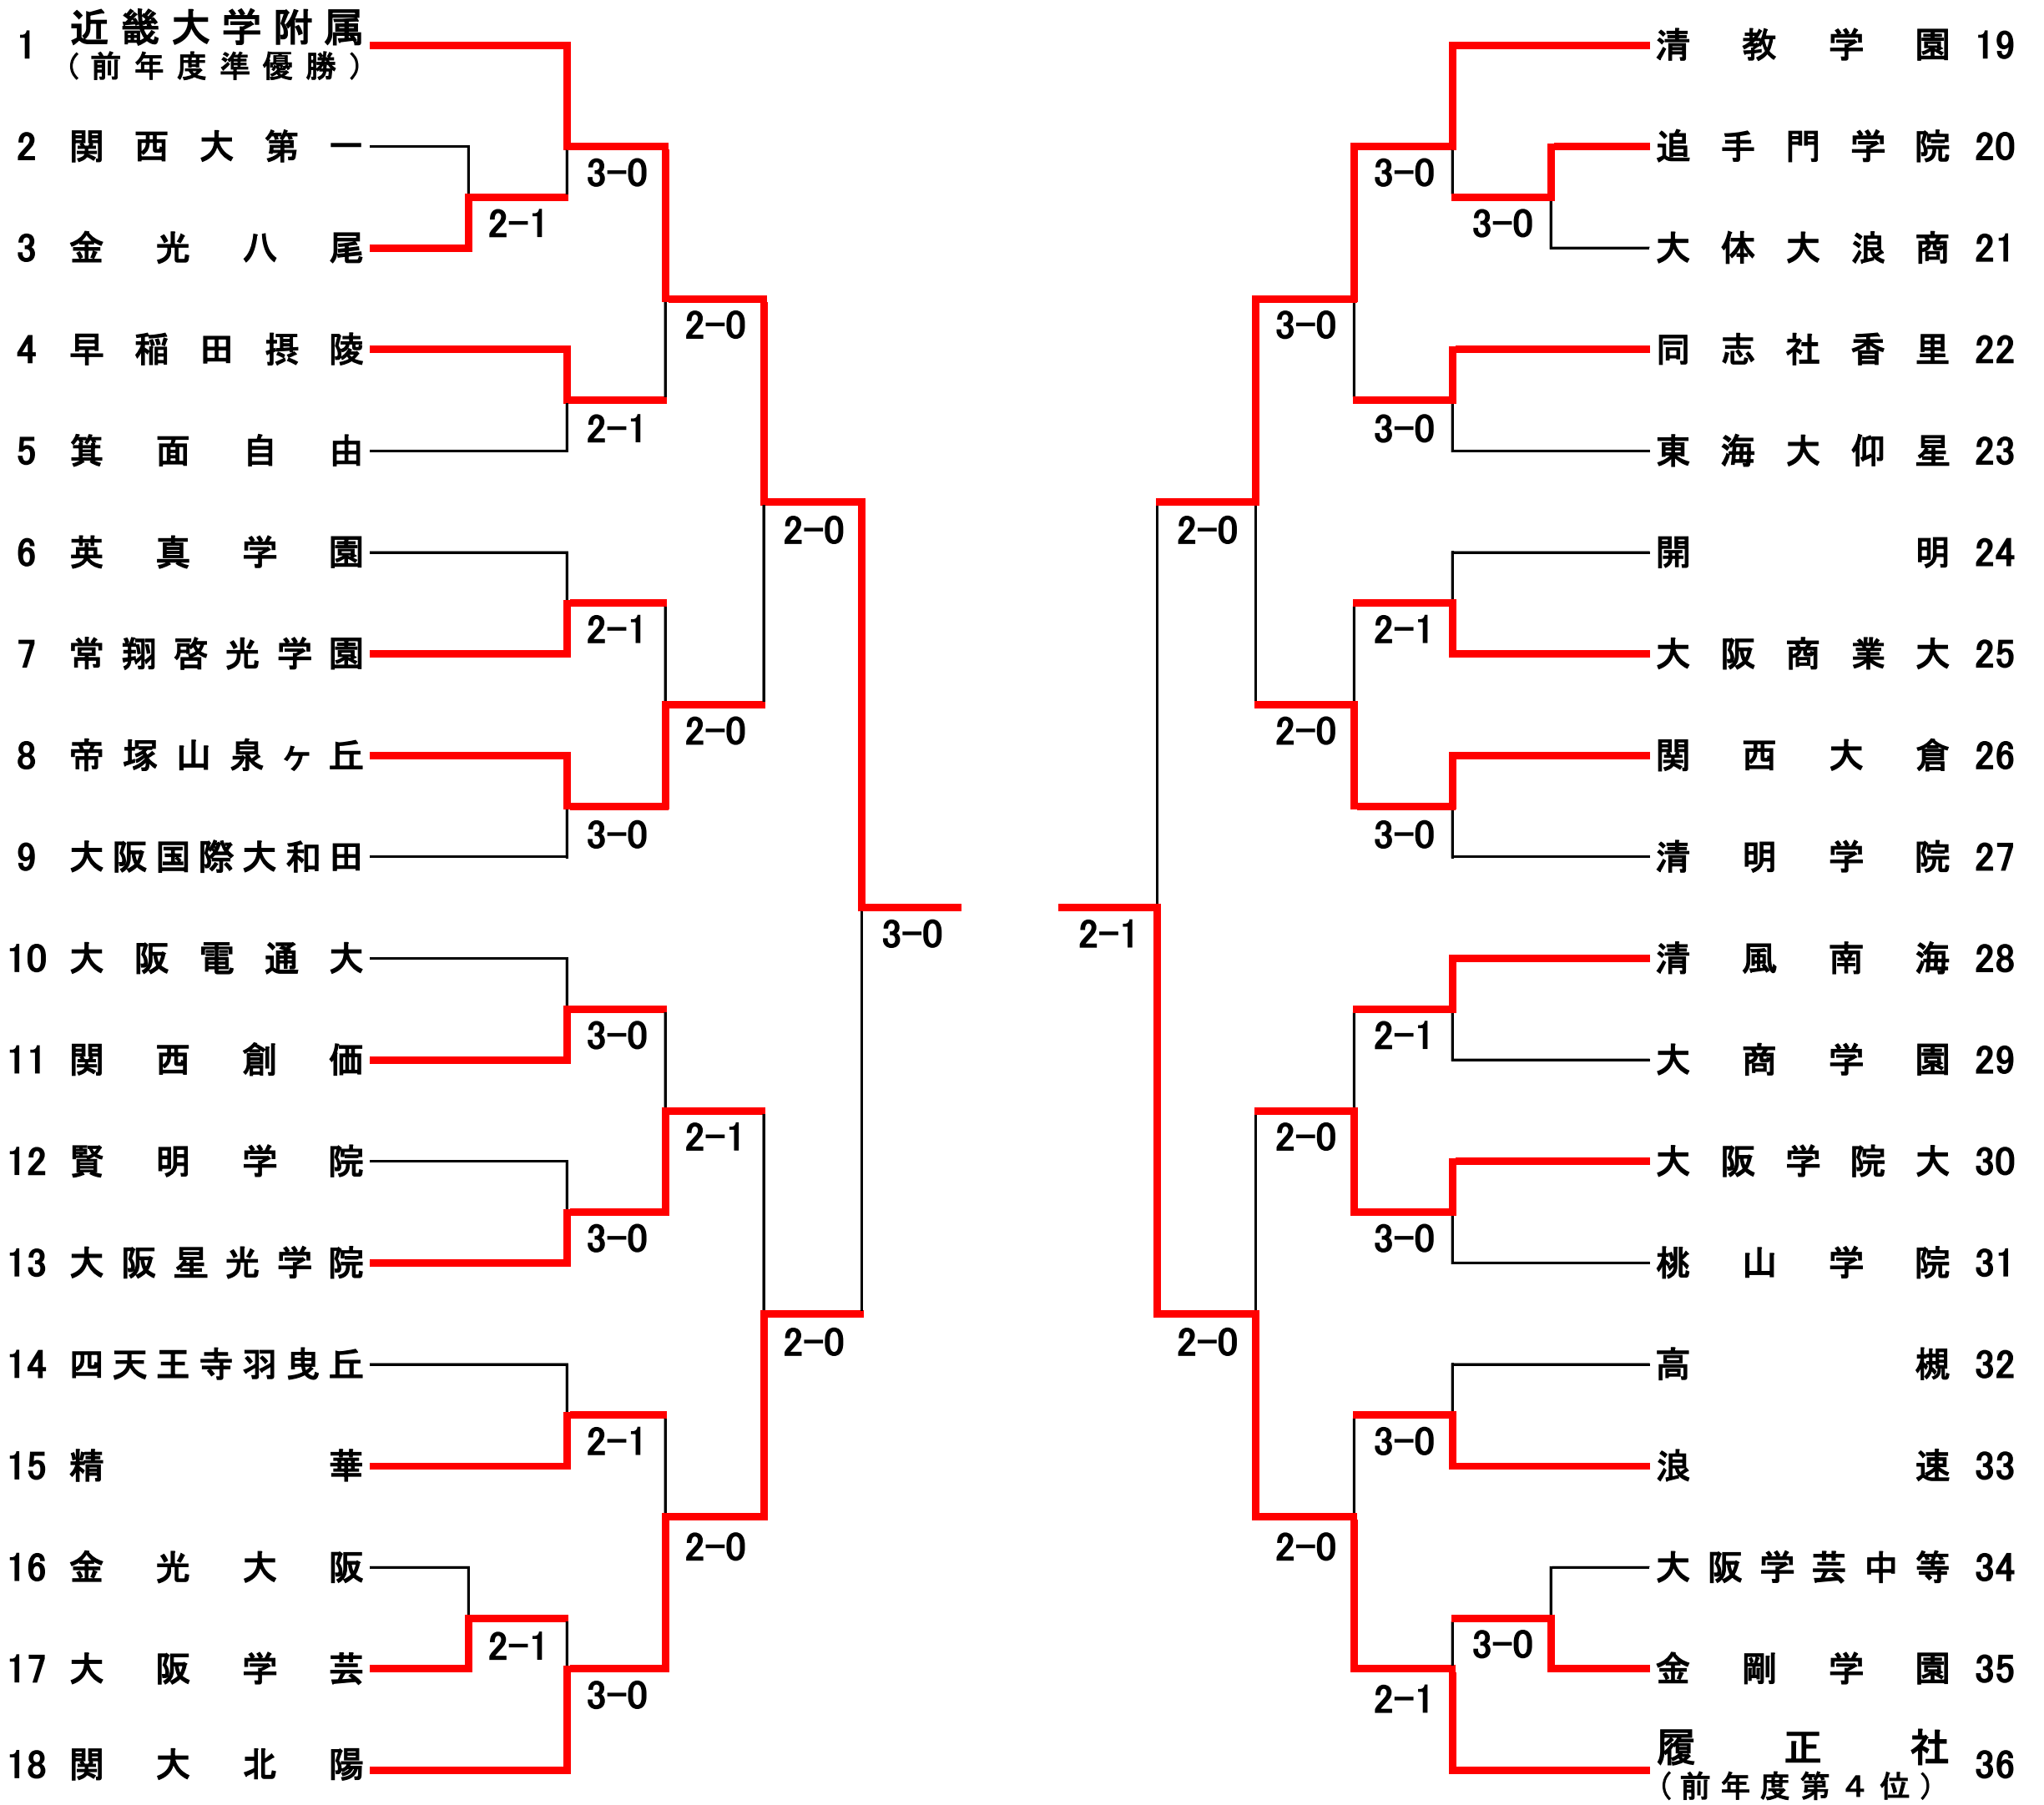 1 近畿大学附属
（前年度準優勝）
2 関西大第一
3 金光八尾
4 早稲田摂陵
5 箕面自由
6 英真学園
7 常翔啓光学園
8 帝塚山泉ヶ丘
9 大阪国際大和田
10 大阪電通大
11 関西創価
12 賢明学院
13 大阪星光学院
14 四天王寺羽曳丘
15 精華
16 金光大阪
17 大阪学芸
18 関大北陽
2-1
2-1
3-0
2-1
2-1
3-0
3-0
3-0
2-1
3-0
2-0
2-0
2-1
2-0
2-0
2-0
3-0
2-1
2-0
2-0
3-0
2-0
2-0
2-0
3-0
3-0
2-1
3-0
2-1
3-0
3-0
2-1
3-0
3-0
清教学園 19
追手門学院 20
大体大浪商 21
同志社香里 22
東海大仰星 23
開明 24
大阪商業大 25
関西大倉 26
清明学院 27
清風南海 28
大商学園 29
大阪学院大 30
桃山学院 31
高槻 32
浪速 33
大阪学芸中等 34
金剛学園 35
履正社 36
（前年度第４位）